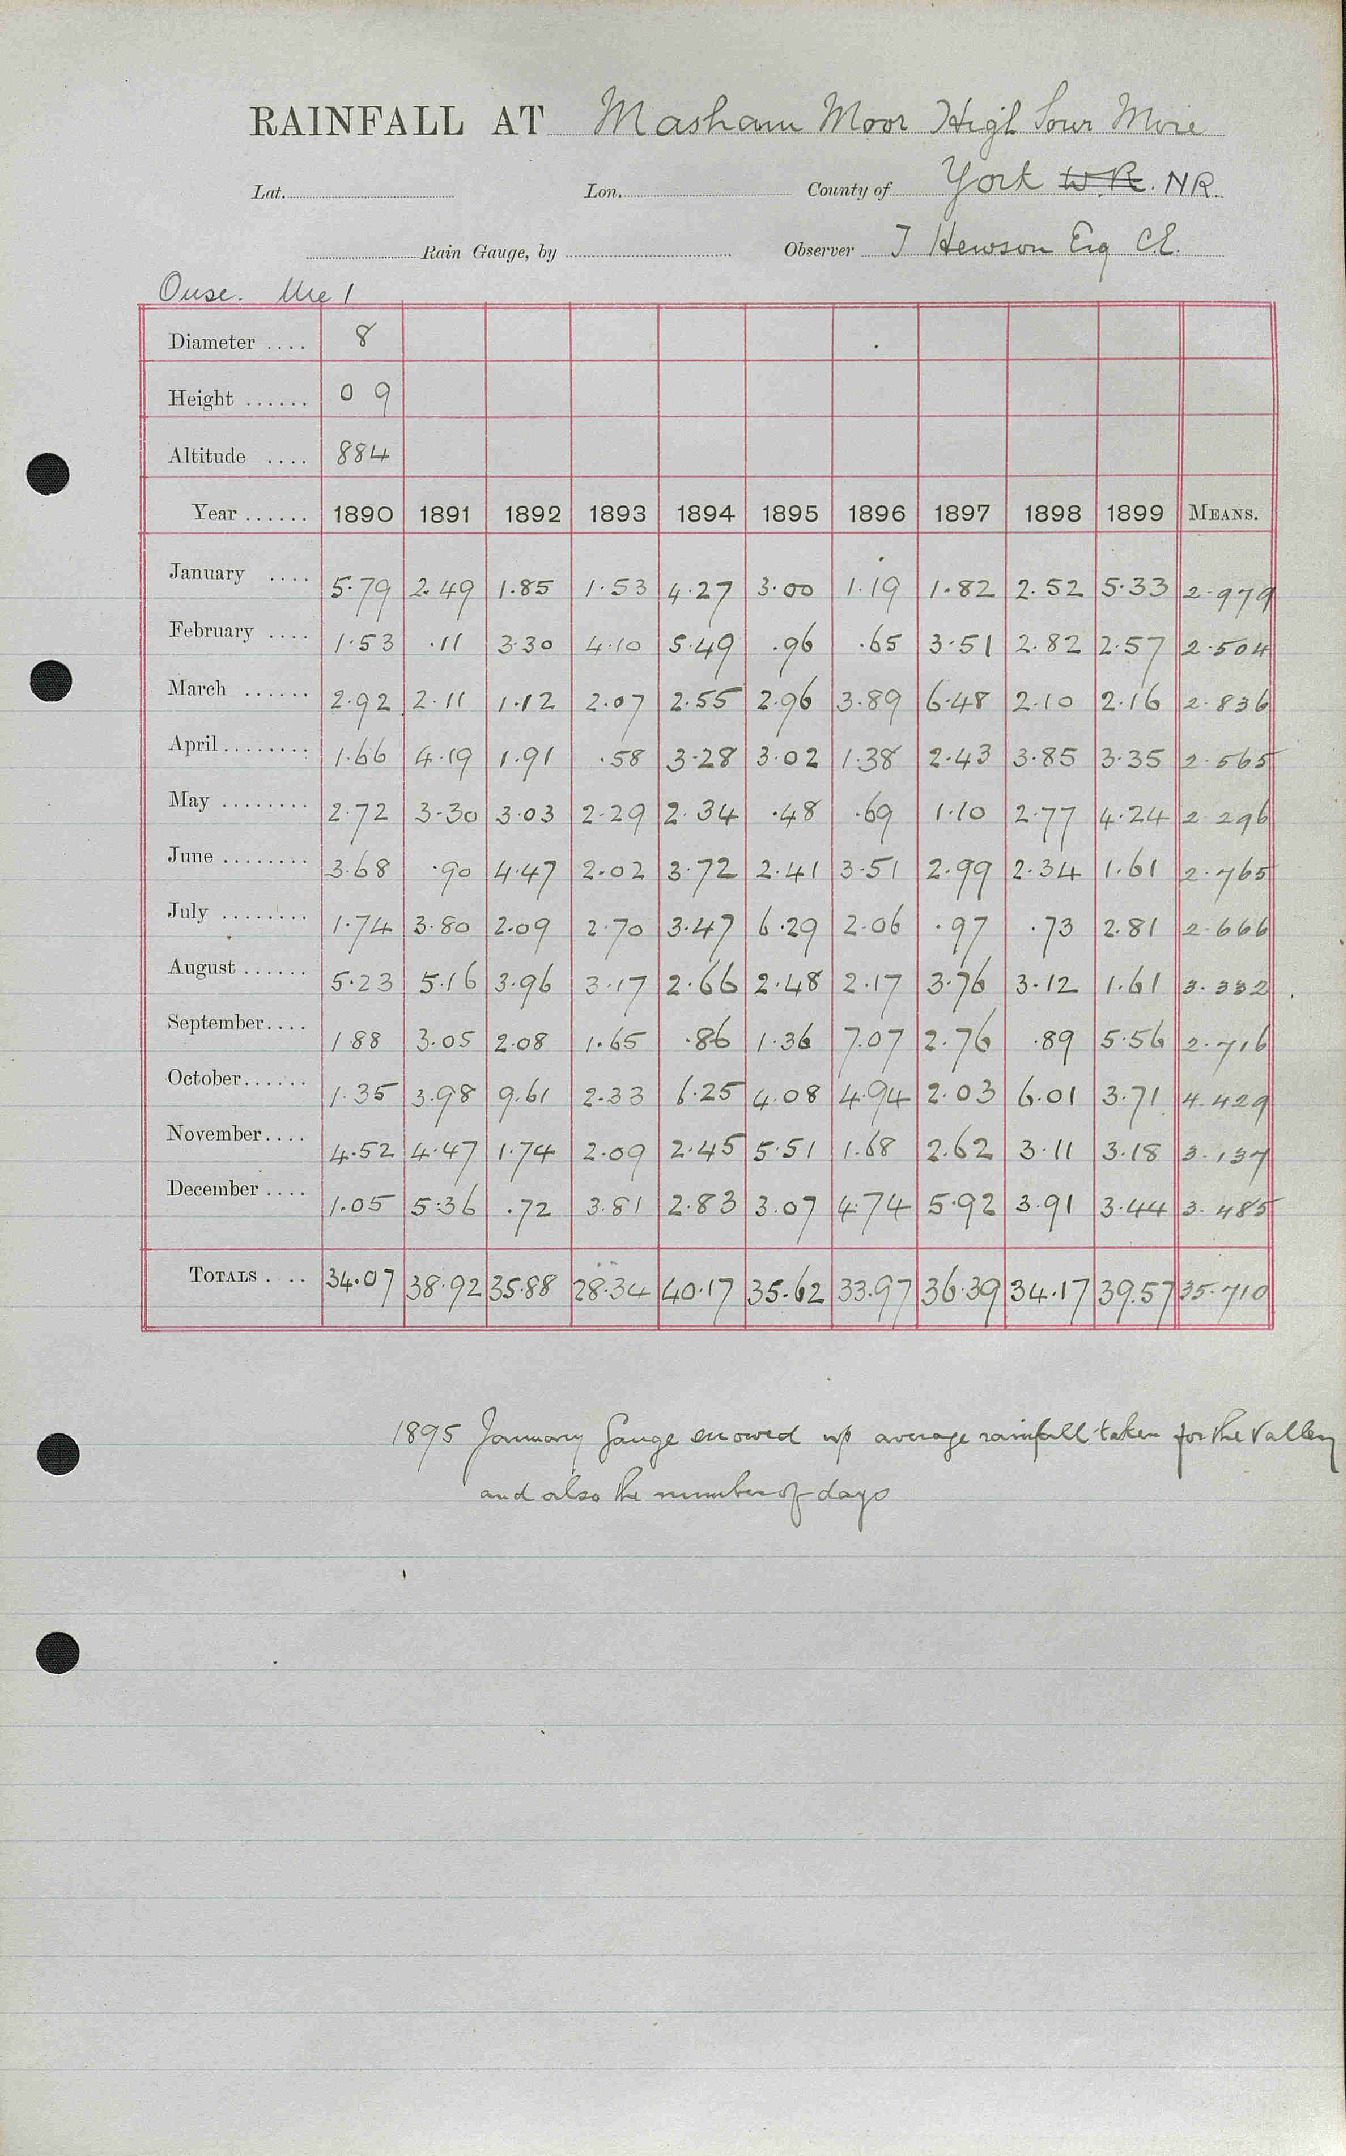 RAINFALL AT Masham Moor High Sour Mire
Lat. Lon. County of York W.R. NR.
Rain Gauge, by Observer T Hewson Esq CE.
Ouse. Ure 1
Diameter .... 8
Height ...... 0 9
Altitude .... 884
Year ...... 1890 1891 1892 1893 1894 1895 1896 1897 1898 1899 MEANS.
January .... 5.79 2.49 1.85 1.53 4.27 3.00 1.19 1.82 2.52 5.33 2.979
February .... 1.53 .11 3.30 4.10 5.49 .96 .65 3.51 2.82 2.57 2.504
March ...... 2.92 2.11 1.12 2.07 2.55 2.96 3.89 6.48 2.10 2.16 2.836
April ........ 1.66 4.19 1.91 .58 3.28 3.02 1.38 2.43 3.85 3.35 2.565
May ........ 2.72 3.30 3.03 2.29 2.34 .48 .69 1.10 2.77 4.24 2.296
June ........ 3.68 .90 4.47 2.02 3.72 2.41 3.51 2.99 2.34 1.61 2.765
July ........ 1.74 3.80 2.09 2.70 3.47 6.29 2.06 .97 .73 2.81 2.666
August ...... 5.23 5.16 3.96 3.17 2.66 2.48 2.17 3.76 3.12 1.61 3.332
September.... 1.88 3.05 2.08 1.65 .86 1.36 7.07 2.76 .89 5.56 2.716
October...... 1.35 3.98 9.61 2.33 6.25 4.08 4.94 2.03 6.01 3.71 4.429
November.... 4.52 4.47 1.74 2.09 2.45 5.51 1.68 2.62 3.11 3.18 3.137
December .... 1.05 5.36 .72 3.81 2.83 3.07 4.74 5.92 3.91 3.44 3.485
TOTALS . .. 34.07 38.92 35.88 28.34 40.17 35.62 33.97 36.39 34.17 39.57 35.710
1895 January Gauge snowed up average rainfall taken for the Valley
and also the number of days